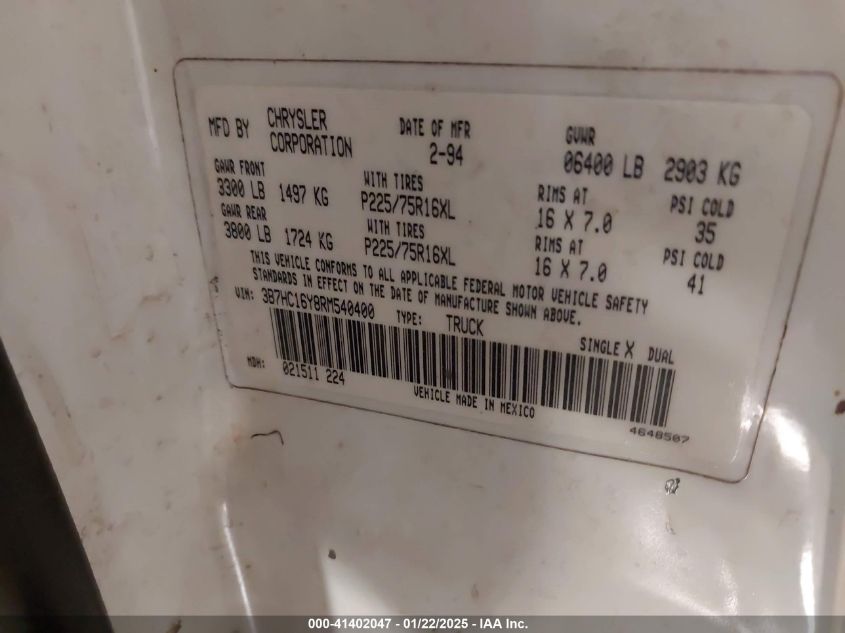 MFD BY CHRYSLER CORPORATION DATE OF MFR 2-94 GVWR 06400 LB 2903 KG
GAWR FRONT 3300 LB 1497 KG WITH TIRES P225/75R16XL RIMS AT 16 X 7.0 PSI COLD 35
GAWR REAR 3800 LB 1724 KG WITH TIRES P225/75R16XL RIMS AT 16 X 7.0 PSI COLD 41
THIS VEHICLE CONFORMS TO ALL APPLICABLE FEDERAL MOTOR VEHICLE SAFETY
STANDARDS IN EFFECT ON THE DATE OF MANUFACTURE SHOWN ABOVE.
VIN: 3B7HC16Y8RM540400 TYPE: TRUCK SINGLE X DUAL
MDH: 021511 224
VEHICLE MADE IN MEXICO
4648507
000-41402047 - 01/22/2025 - IAA Inc.